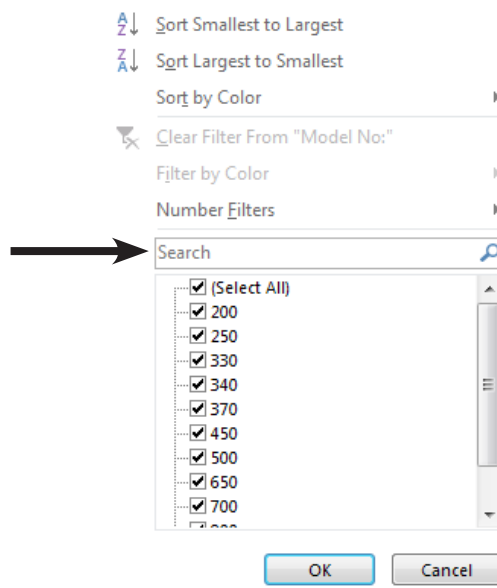 Sort Smallest to Largest
Sort Largest to Smallest
Sort by Color
Clear Filter From "Model No:"
Filter by Color
Number Filters
Search
(Select All)
200
250
330
340
370
450
500
650
700
OK Cancel